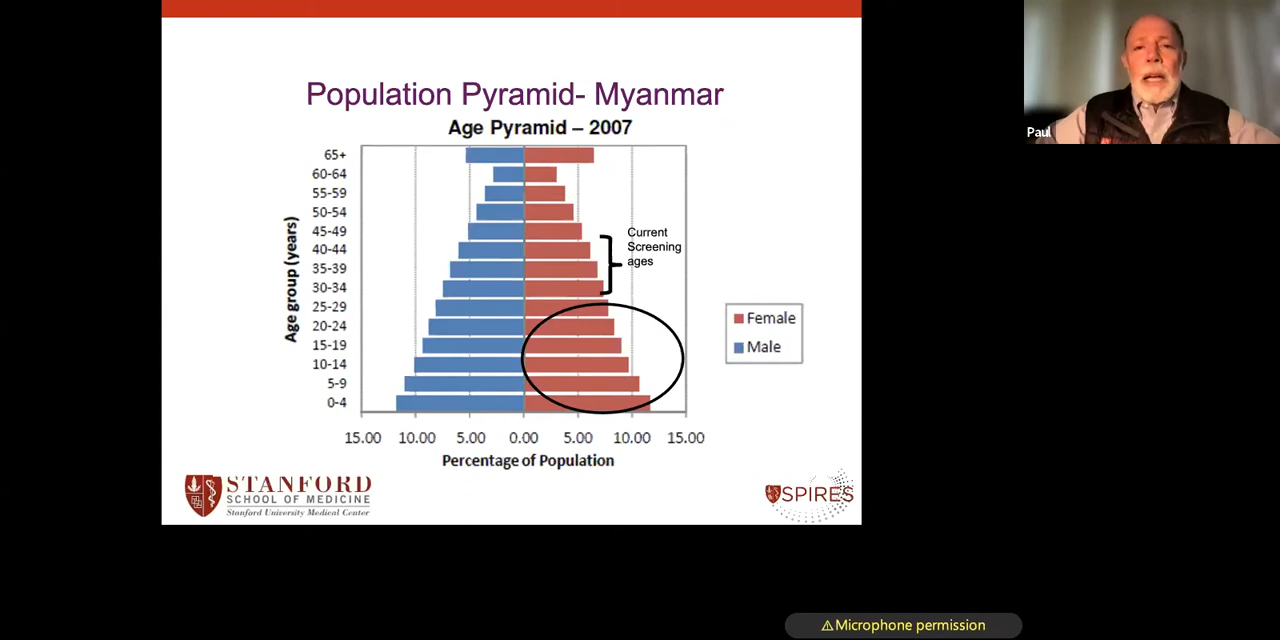 Population Pyramid- Myanmar
Age Pyramid – 2007
Age group (years)
65+
60-64
55-59
50-54
45-49
40-44
35-39
30-34
25-29
20-24
15-19
10-14
5-9
0-4
Current
Screening
ages
Female
Male
15.00 10.00 5.00 0.00 5.00 10.00 15.00
Percentage of Population
STANFORD
SCHOOL OF MEDICINE
Stanford University Medical Center
SPIRES
Paul
⚠Microphone permission